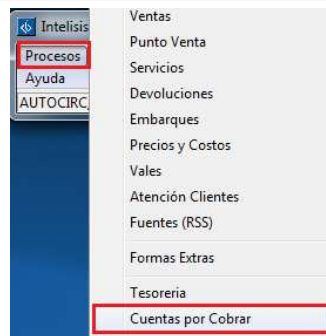 Intelisis
Procesos
Ayuda
AUTOCIRC
Ventas
Punto Venta
Servicios
Devoluciones
Embarques
Precios y Costos
Vales
Atención Clientes
Fuentes (RSS)
Formas Extras
Tesoreria
Cuentas por Cobrar